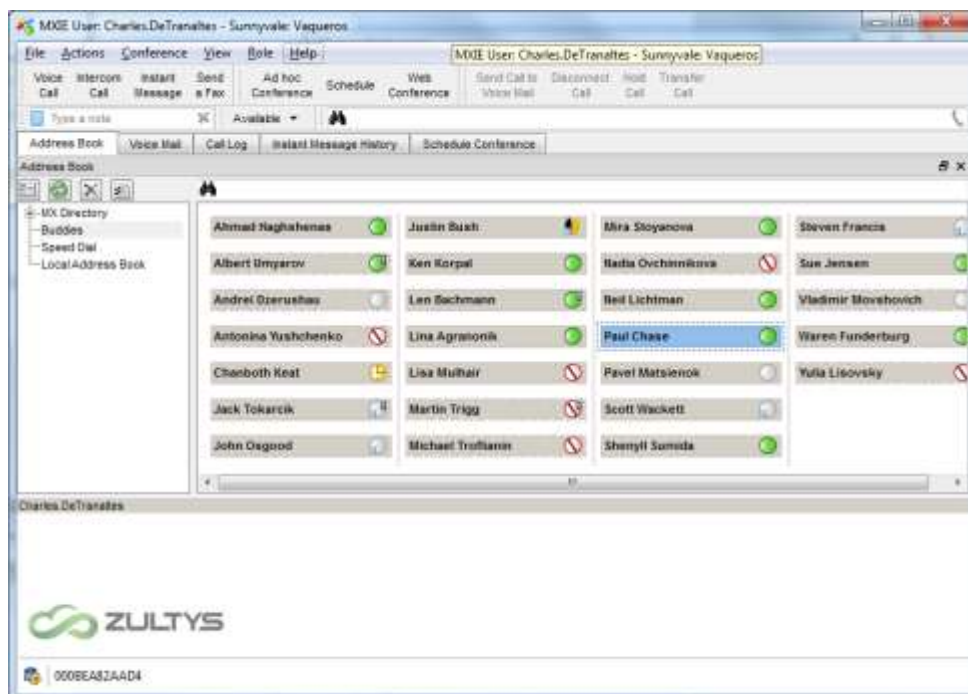 MXIE User: Charles.DeTranaltes - Sunnyvale: Vaqueros
File Actions Conference View Role Help
MXIE User: Charles.DeTranaltes - Sunnyvale: Vaqueros
Voice Call Intercom Call Instant Message Send a Fax Ad hoc Conference Schedule Web Conference Send Call to Voice Mail Disconnect Call Hold Call Transfer Call
Type a note Available
Address Book Voice Mail Call Log Instant Message History Schedule Conference
Address Book
MX Directory
Buddies
Speed Dial
Local Address Book
Ahmad Naghshenas Justin Bush Mira Stoyanova Steven Francis
Albert Umyarov Ken Korpal Nadia Ovchinnikova Sue Jensen
Andrei Dzerushau Len Bachmann Neil Lichtman Vladimir Movshovich
Antonina Yushchenko Lina Agranonik Paul Chase Waren Funderburg
Chanboth Keat Lisa Mulhair Pavel Matsienok Yulia Lisovsky
Jack Tokarcik Martin Trigg Scott Wackett
John Osgood Michael Trofianin Shenyll Sumida
Charles.DeTranaltes
ZULTYS
000BEA82AAD4